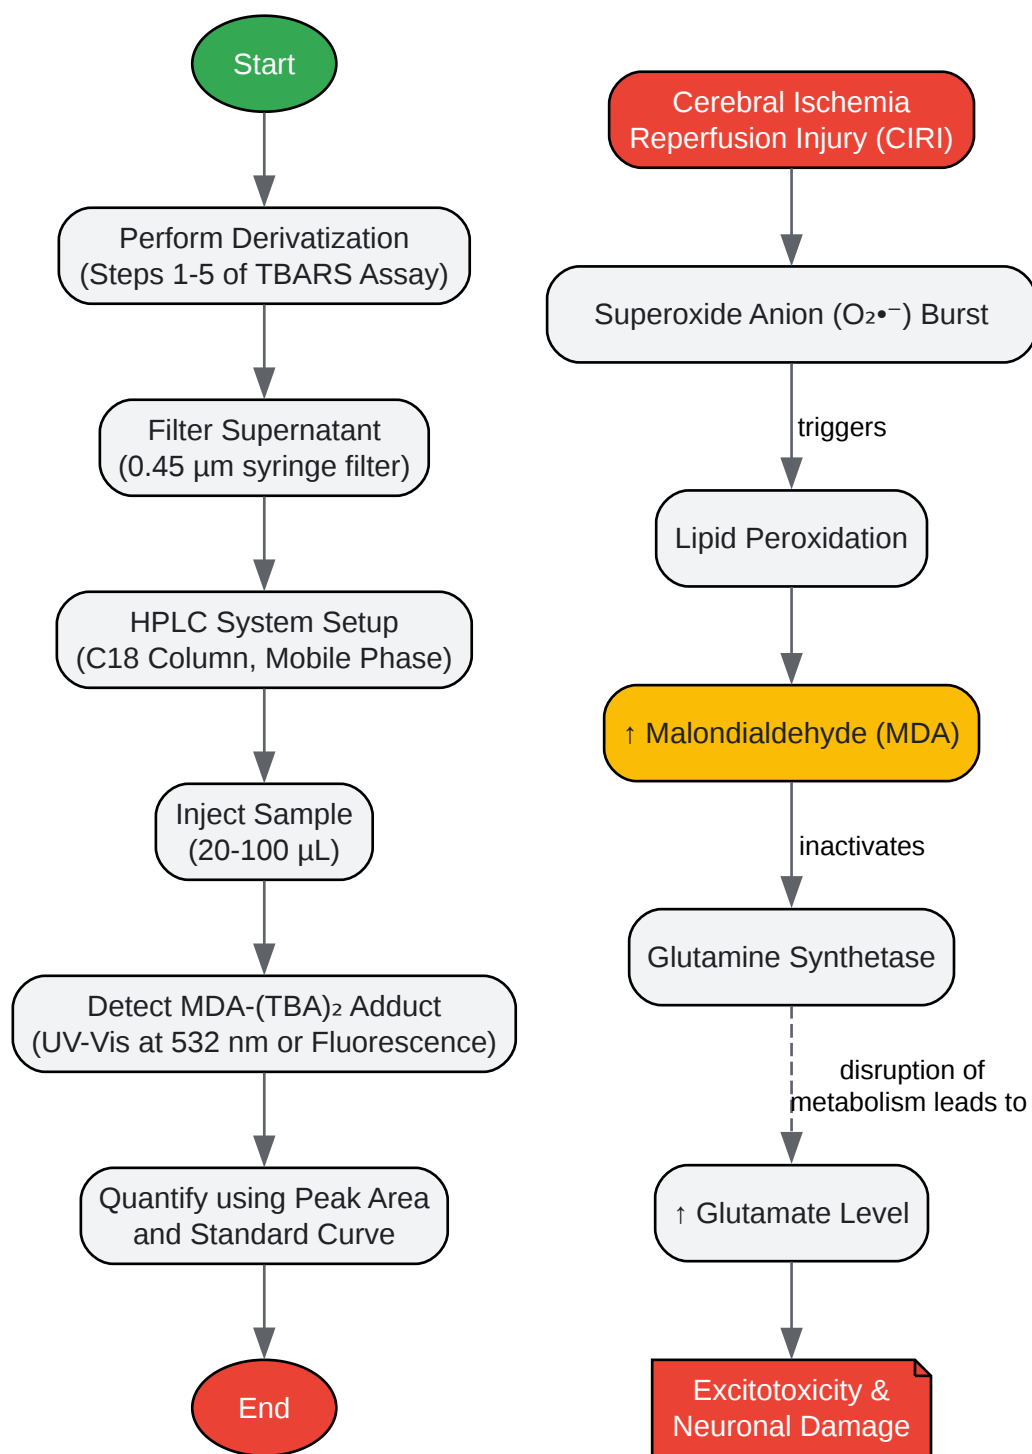 Start
Perform Derivatization
(Steps 1-5 of TBARS Assay)
Filter Supernatant
(0.45 µm syringe filter)
HPLC System Setup
(C18 Column, Mobile Phase)
Inject Sample
(20-100 µL)
Detect MDA-(TBA)₂ Adduct
(UV-Vis at 532 nm or Fluorescence)
Quantify using Peak Area
and Standard Curve
End
Cerebral Ischemia
Reperfusion Injury (CIRI)
Superoxide Anion (O₂•⁻) Burst
triggers
Lipid Peroxidation
↑ Malondialdehyde (MDA)
inactivates
Glutamine Synthetase
disruption of
metabolism leads to
↑ Glutamate Level
Excitotoxicity &
Neuronal Damage